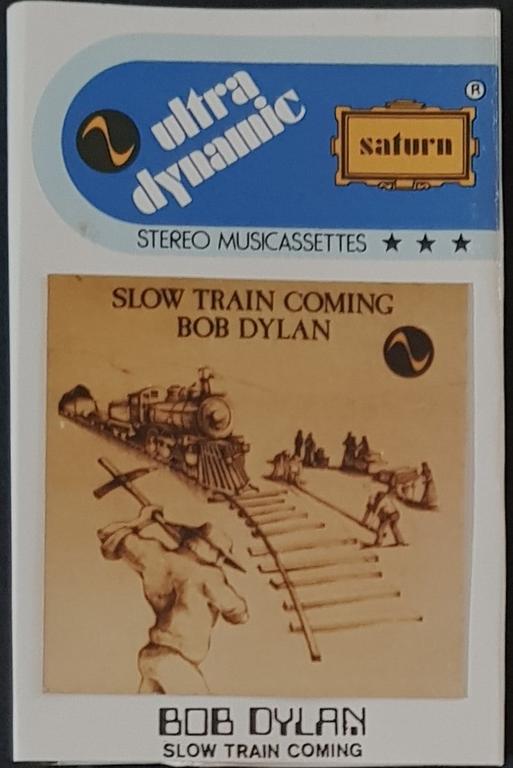 ultra
dynamic
saturn
®
STEREO MUSICASSETTES ★ ★ ★
SLOW TRAIN COMING
BOB DYLAN
BOB DYLAN
SLOW TRAIN COMING